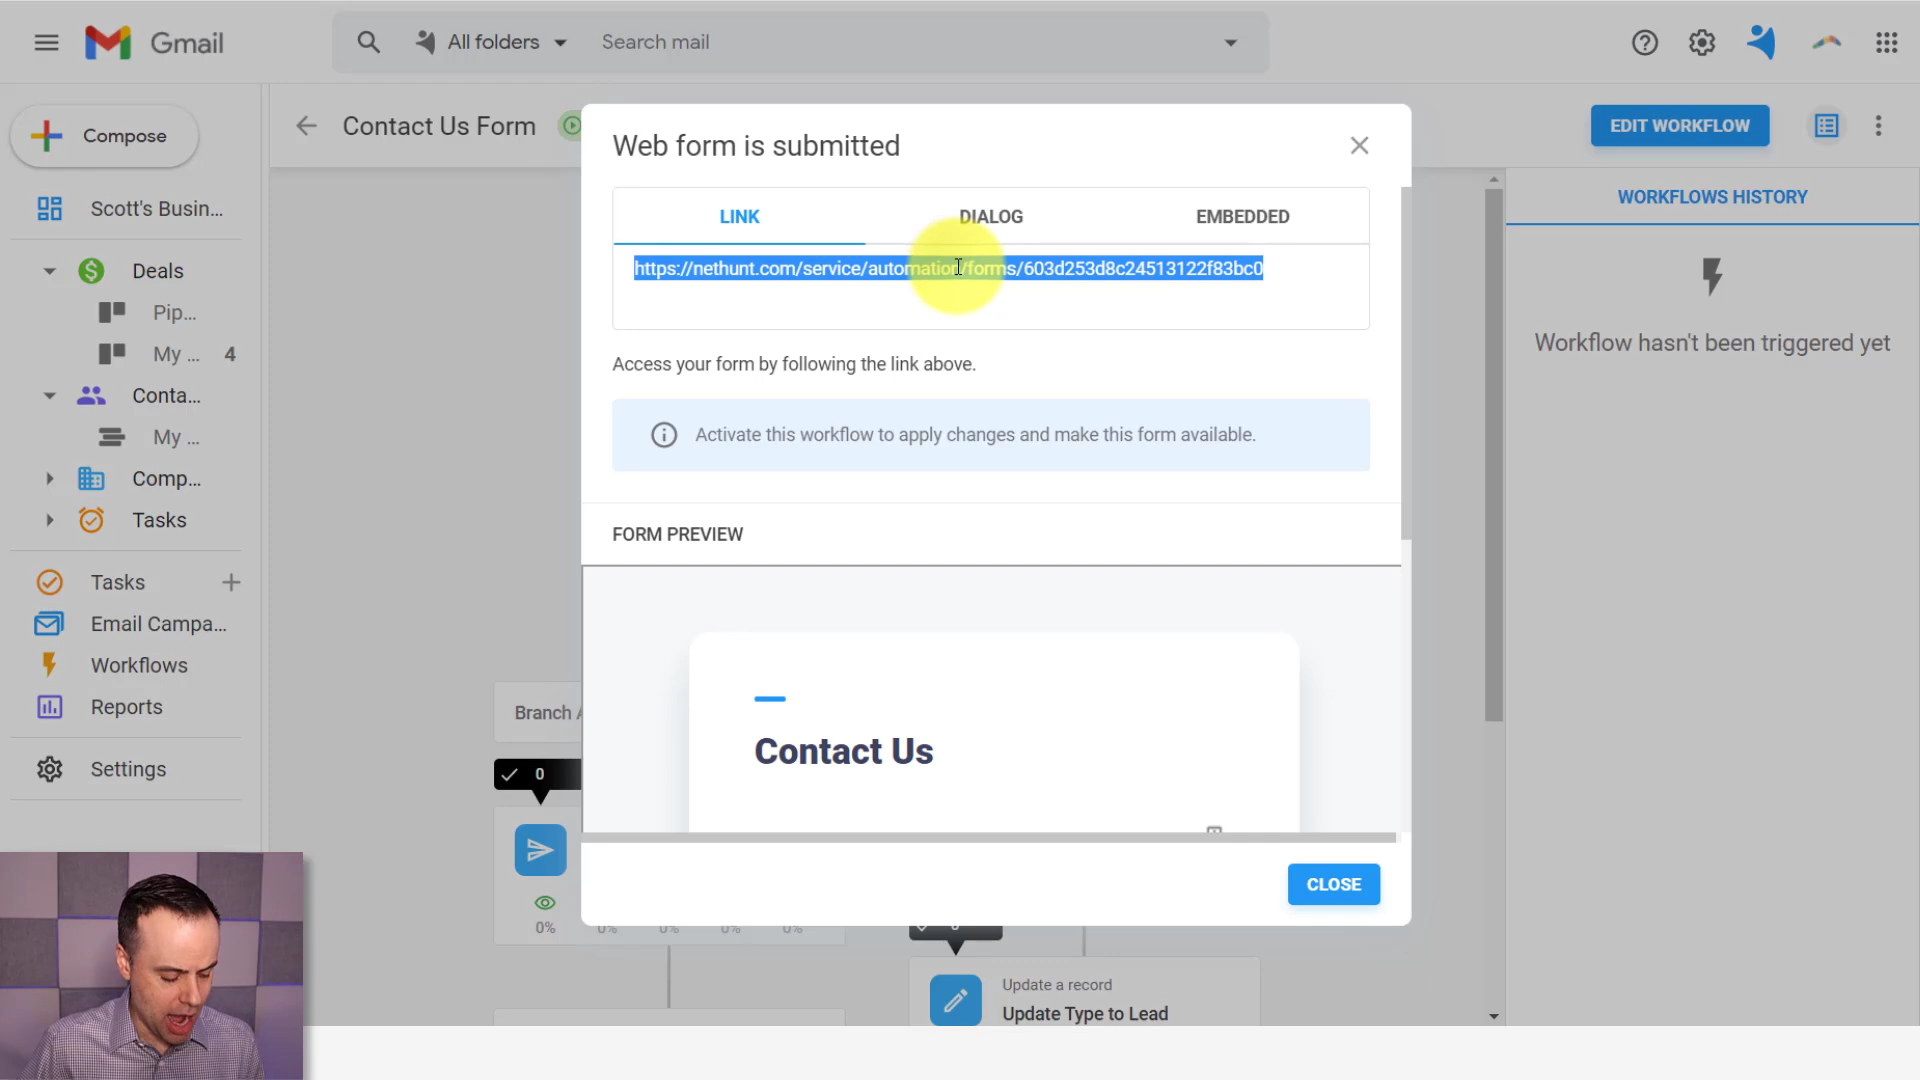 Gmail
All folders
Search mail
Compose
Scott's Busin...
Deals
Pip...
My ... 4
Conta...
My ...
Comp...
Tasks
Tasks
Email Campa...
Workflows
Reports
Settings
Contact Us Form
EDIT WORKFLOW
Web form is submitted
LINK
DIALOG
EMBEDDED
https://nethunt.com/service/automation/forms/603d253d8c24513122f83bc0
Access your form by following the link above.
Activate this workflow to apply changes and make this form available.
FORM PREVIEW
Contact Us
CLOSE
WORKFLOWS HISTORY
Workflow hasn't been triggered yet
Branch
0
0% 0% 0% 0% 0%
Update a record
Update Type to Lead